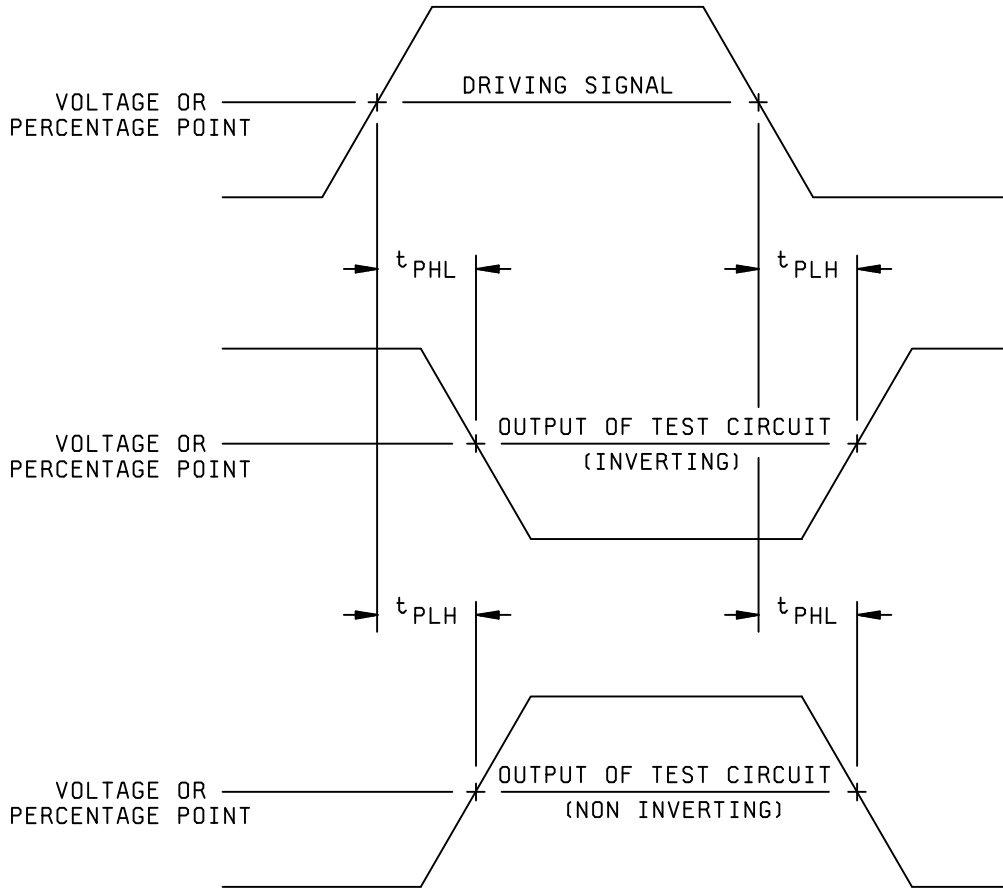 DRIVING SIGNAL
VOLTAGE OR
PERCENTAGE POINT
tPHL
tPLH
OUTPUT OF TEST CIRCUIT
(INVERTING)
VOLTAGE OR
PERCENTAGE POINT
tPLH
tPHL
OUTPUT OF TEST CIRCUIT
(NON INVERTING)
VOLTAGE OR
PERCENTAGE POINT